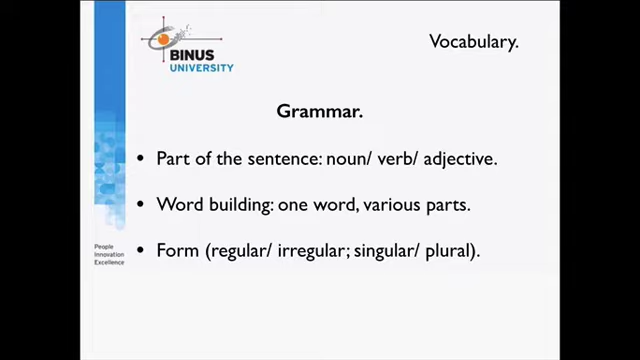 BINUS
UNIVERSITY
Vocabulary.
Grammar.
• Part of the sentence: noun/ verb/ adjective.
• Word building: one word, various parts.
• Form (regular/ irregular; singular/ plural).
People
Innovation
Excellence